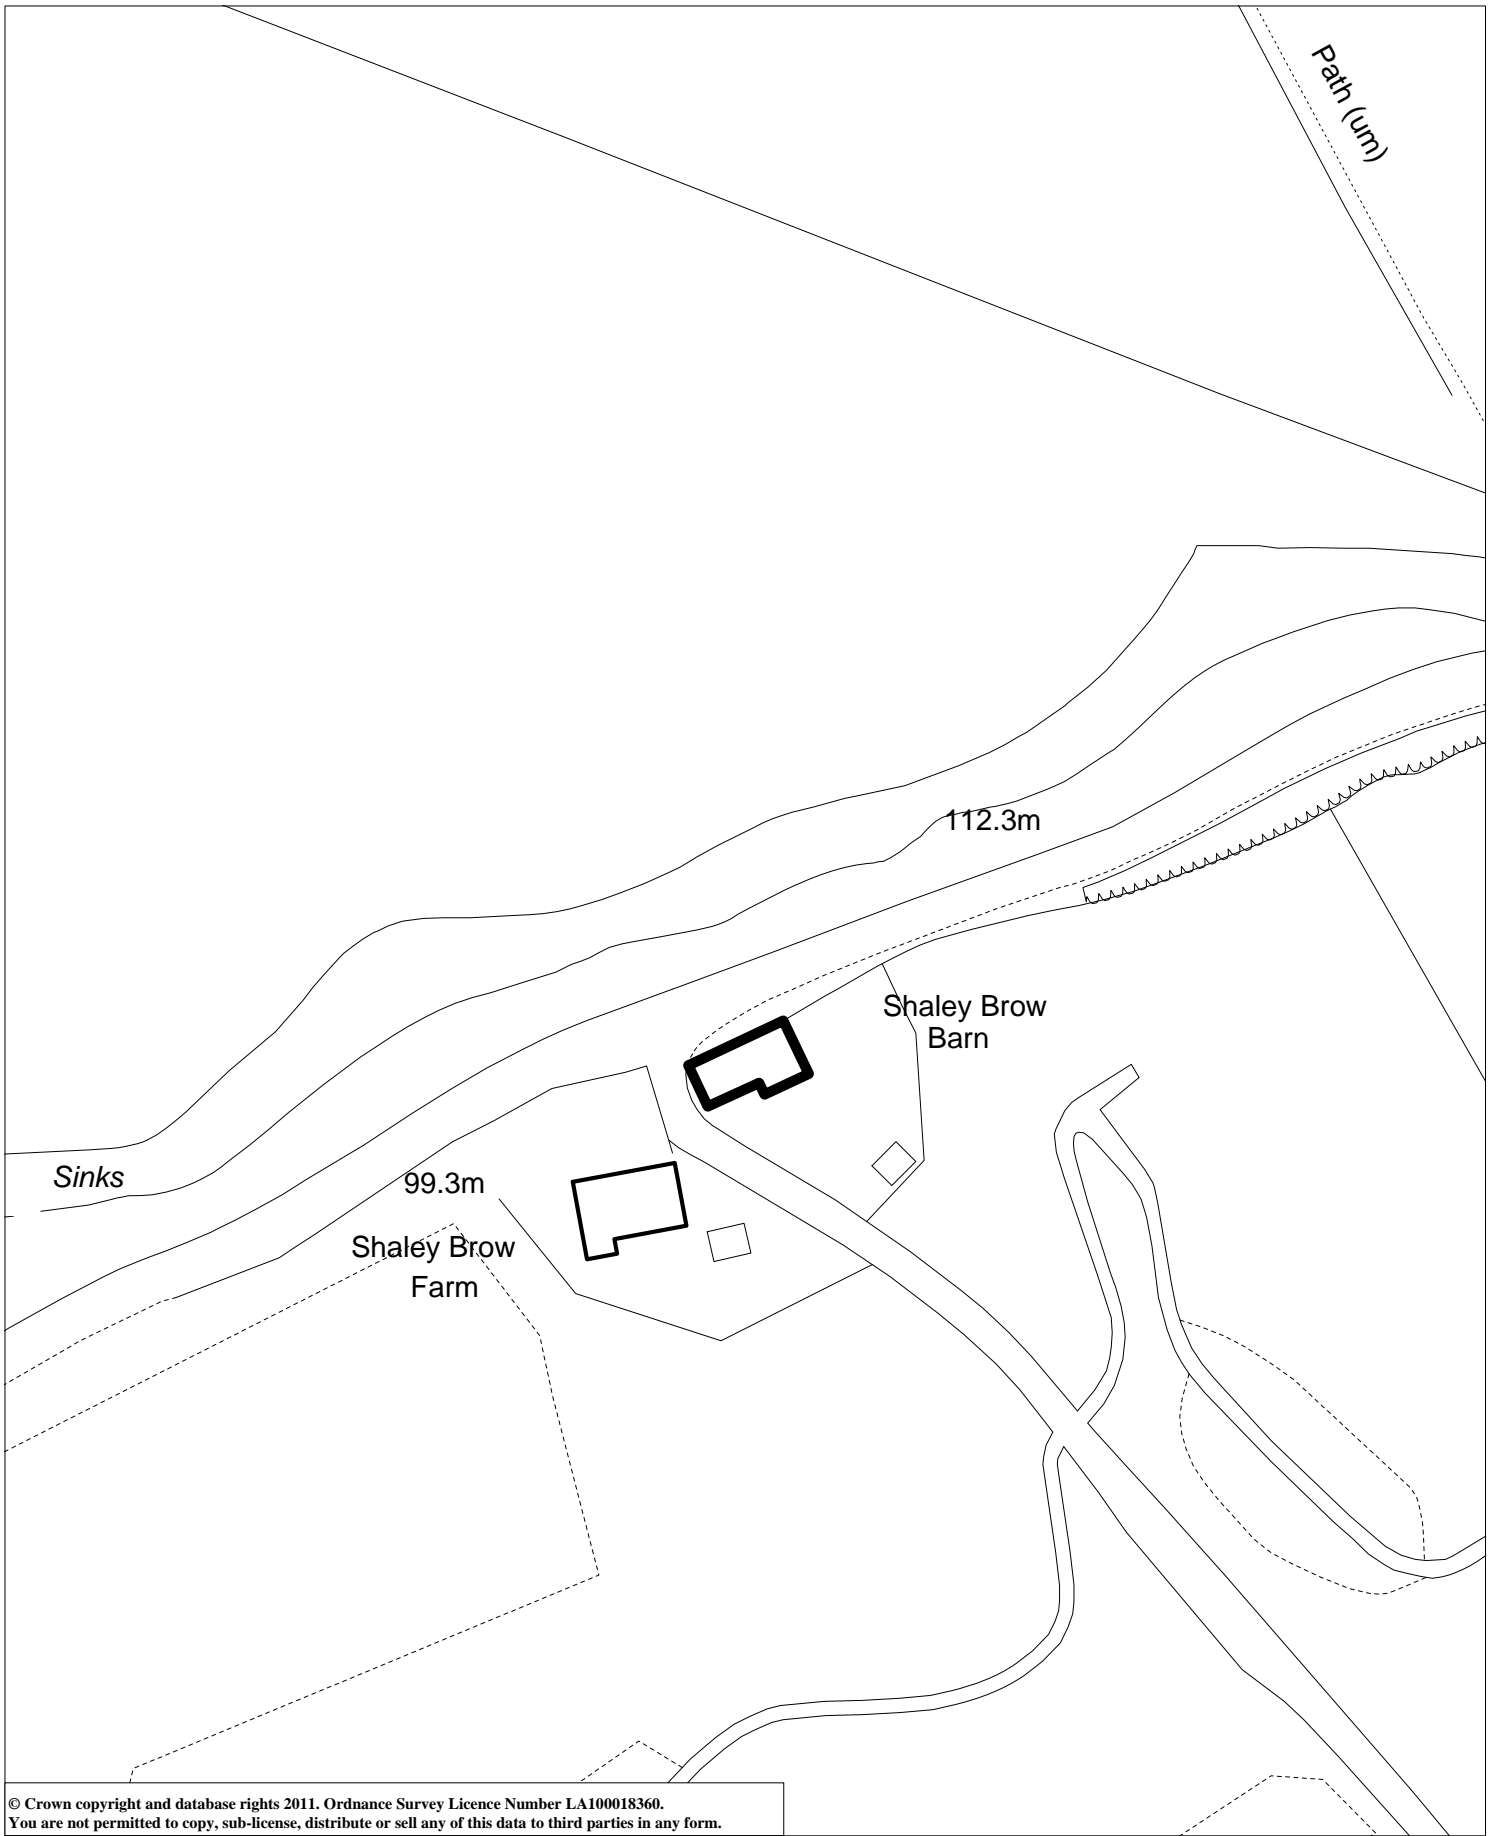 Path (um)
112.3m
Shaley Brow
Barn
Sinks
99.3m
Shaley Brow
Farm
© Crown copyright and database rights 2011. Ordnance Survey Licence Number LA100018360.
You are not permitted to copy, sub-license, distribute or sell any of this data to third parties in any form.